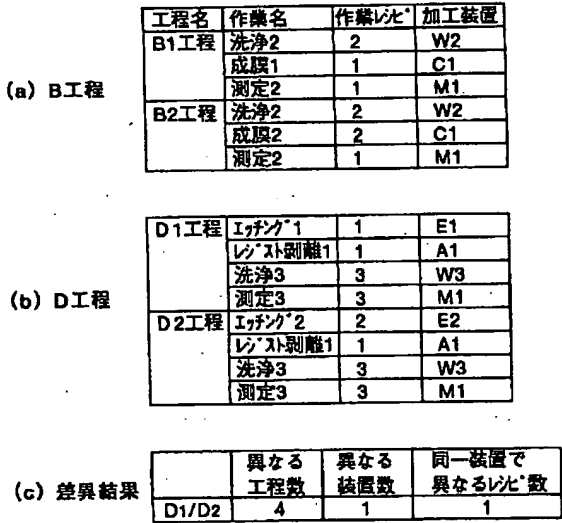 工程名 作業名 作業ﾚｼﾋﾟ 加工装置
B1工程 洗浄2 2 W2
成膜1 1 C1
測定2 1 M1
(a) B工程
B2工程 洗浄2 2 W2
成膜2 2 C1
測定2 1 M1
D1工程 ｴｯﾁﾝｸﾞ1 1 E1
ﾚｼﾞｽﾄ剥離1 1 A1
洗浄3 3 W3
測定3 3 M1
(b) D工程
D2工程 ｴｯﾁﾝｸﾞ2 2 E2
ﾚｼﾞｽﾄ剥離1 1 A1
洗浄3 3 W3
測定3 3 M1
(c) 差異結果
異なる 異なる 同一装置で
工程数 装置数 異なるﾚｼﾋﾟ数
D1/D2 4 1 1